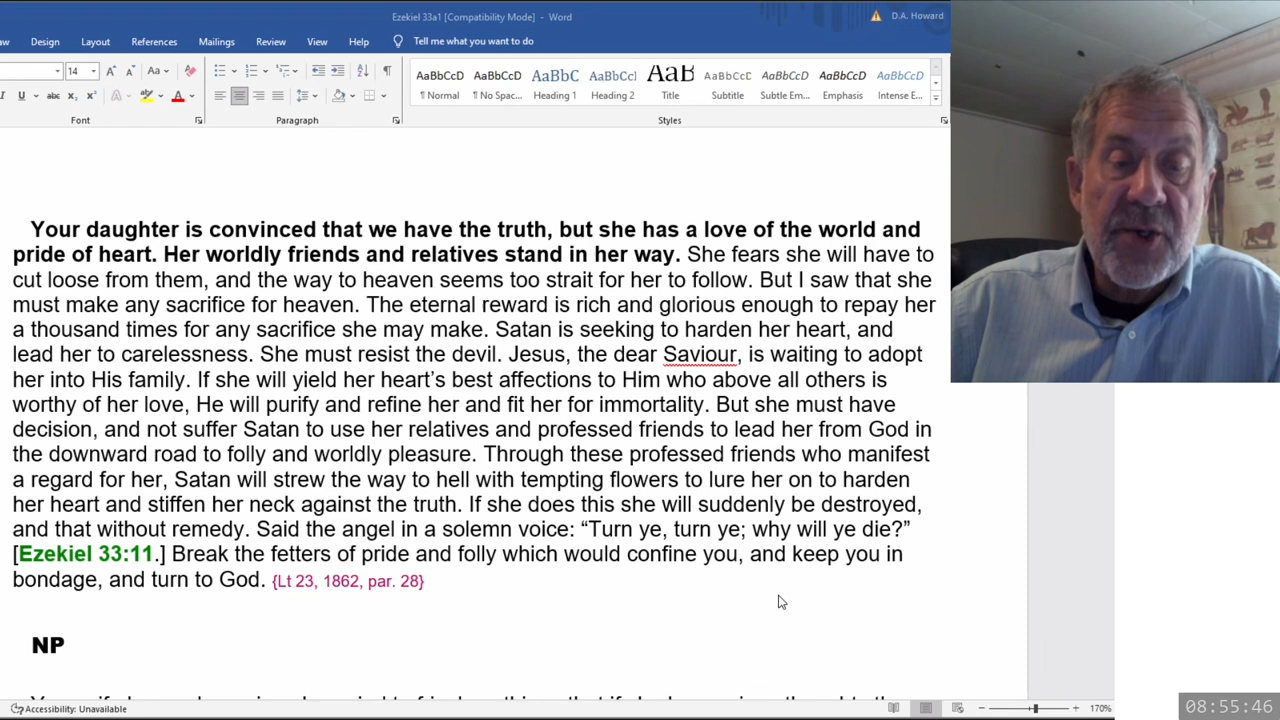 Ezekiel 33a1 [Compatibility Mode] - Word
D.A. Howard
aw Design Layout References Mailings Review View Help Tell me what you want to do
14 Aa
AaBbCcD AaBbCcD AaBbC AaBbCcI AaB AaBbCcD AaBbCcD AaBbCcD AaBbCcD
I U abc x₂ x² A A
¶ Normal ¶ No Spac... Heading 1 Heading 2 Title Subtitle Subtle Em... Emphasis Intense E...
Font Paragraph Styles
Your daughter is convinced that we have the truth, but she has a love of the world and
pride of heart. Her worldly friends and relatives stand in her way. She fears she will have to
cut loose from them, and the way to heaven seems too strait for her to follow. But I saw that she
must make any sacrifice for heaven. The eternal reward is rich and glorious enough to repay her
a thousand times for any sacrifice she may make. Satan is seeking to harden her heart, and
lead her to carelessness. She must resist the devil. Jesus, the dear Saviour, is waiting to adopt
her into His family. If she will yield her heart’s best affections to Him who above all others is
worthy of her love, He will purify and refine her and fit her for immortality. But she must have
decision, and not suffer Satan to use her relatives and professed friends to lead her from God in
the downward road to folly and worldly pleasure. Through these professed friends who manifest
a regard for her, Satan will strew the way to hell with tempting flowers to lure her on to harden
her heart and stiffen her neck against the truth. If she does this she will suddenly be destroyed,
and that without remedy. Said the angel in a solemn voice: “Turn ye, turn ye; why will ye die?”
[Ezekiel 33:11.] Break the fetters of pride and folly which would confine you, and keep you in
bondage, and turn to God. {Lt 23, 1862, par. 28}
NP
Accessibility: Unavailable
170%
08:55:46